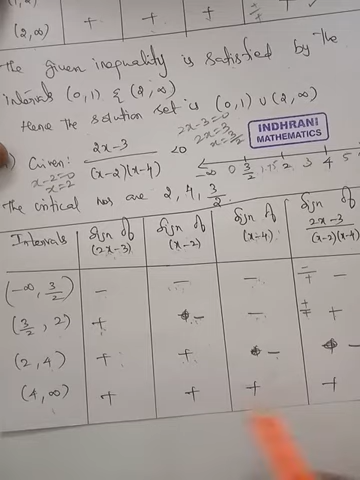 (2,∞) + + +
The given inequality is satisfied by the
intervals (0,1) & (2,∞)
Hence the solution set is (0,1) ∪ (2,∞)
Given: 2x-3/(x-2)(x-4) <0
2x-3=0
2x=3
x=3/2
x-2=0
x=2
INDHRANI
MATHEMATICS
-∞ 0 3/2 2 3 4 5
The critical nos are 2, 4, 3/2.
Intervals Sign of (2x-3) Sign of (x-2) Sign of (x-4) Sign of 2x-3/(x-2)(x-4)
(-∞, 3/2) - - - -/+ -
(3/2, 2) + - - +/+ +
(2,4) + + - -
(4,∞) + + + +